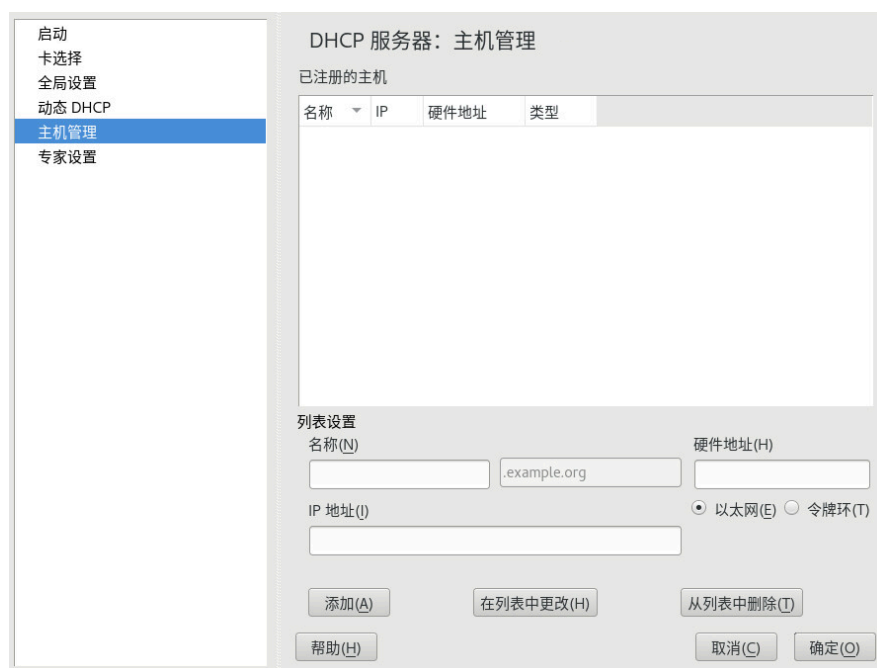 启动
卡选择
全局设置
动态 DHCP
主机管理
专家设置
DHCP 服务器：主机管理
已注册的主机
名称 IP 硬件地址 类型
列表设置
名称(N) 硬件地址(H)
.example.org
IP 地址(I) 以太网(E) 令牌环(T)
添加(A) 在列表中更改(H) 从列表中删除(T)
帮助(H) 取消(C) 确定(O)